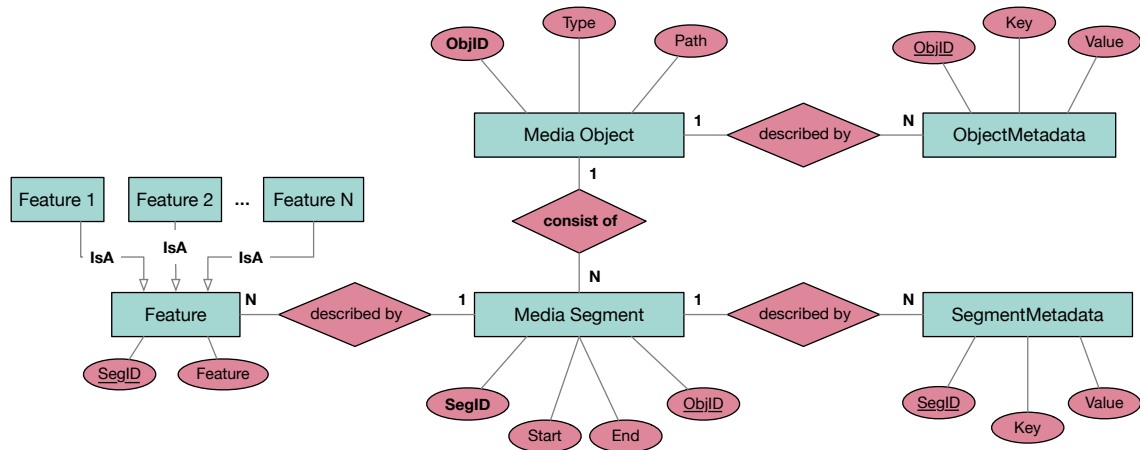 Type
Key
ObjID
Path
ObjID
Value
Media Object
1
described by
N
ObjectMetadata
1
Feature 1
Feature 2
...
Feature N
consist of
IsA
IsA
IsA
N
Feature
N
described by
1
Media Segment
1
described by
N
SegmentMetadata
SegID
Feature
SegID
ObjID
SegID
Value
Start
End
Key